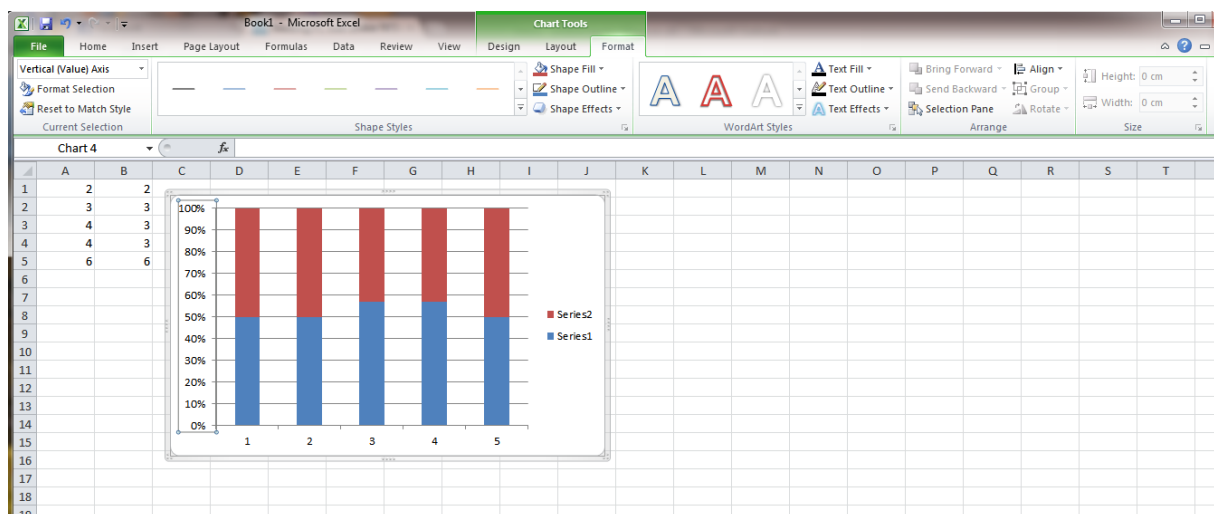 Book1 - Microsoft Excel
Chart Tools
File Home Insert Page Layout Formulas Data Review View Design Layout Format
Vertical (Value) Axis
Format Selection
Reset to Match Style
Current Selection
Shape Fill
Shape Outline
Shape Effects
Shape Styles
A A A
Text Fill
Text Outline
Text Effects
WordArt Styles
Bring Forward
Send Backward
Selection Pane
Align
Group
Rotate
Arrange
Height: 0 cm
Width: 0 cm
Size
Chart 4 fx
A B C D E F G H I J K L M N O P Q R S T
1 2 2
2 3 3
3 4 3
4 4 3
5 6 6
6
7
8
9
10
11
12
13
14
15
16
17
18
19
100%
90%
80%
70%
60%
50%
40%
30%
20%
10%
0%
1 2 3 4 5
Series2
Series1